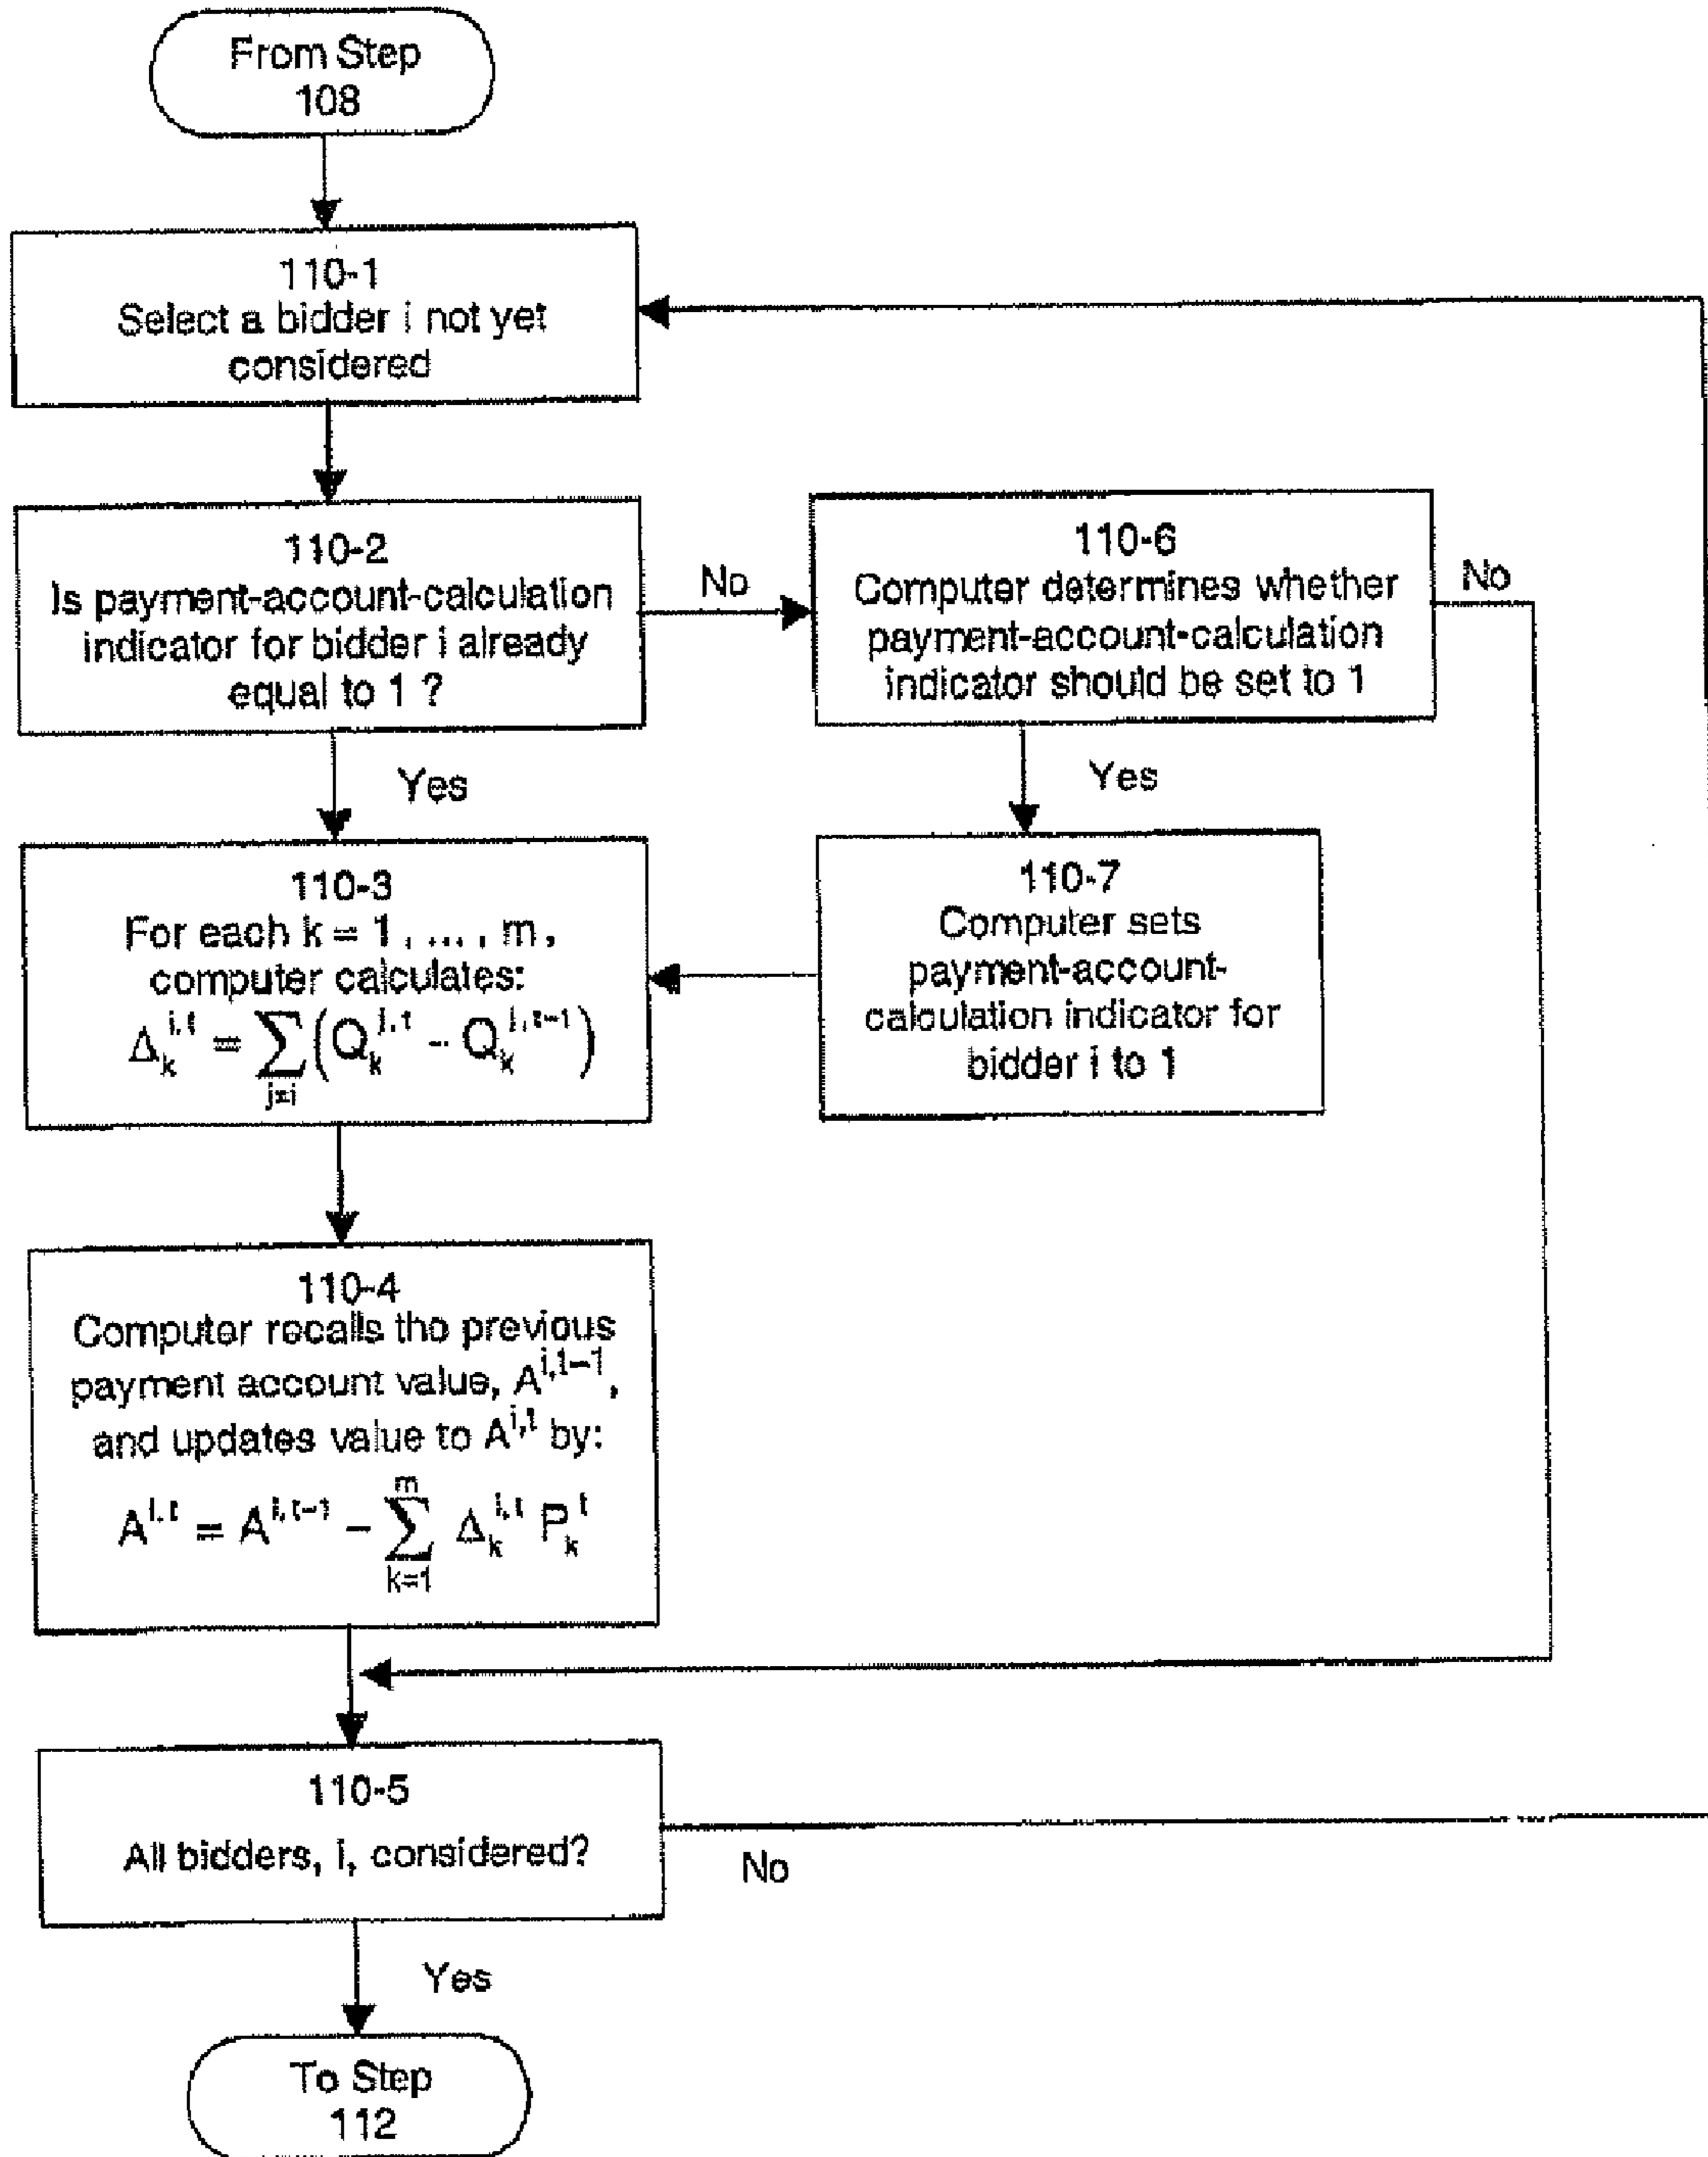 From Step
108
110-1
Select a bidder i not yet
considered
110-2
Is payment-account-calculation
indicator for bidder i already
equal to 1 ?
No
Yes
110-6
Computer determines whether
payment-account-calculation
indicator should be set to 1
No
Yes
110-7
Computer sets
payment-account-
calculation indicator for
bidder i to 1
110-3
For each k = 1 , ... , m ,
computer calculates:
Δ_k^{i,t} = ∑_{j≠i} (Q_k^{j,t} - Q_k^{j,t-1})
110-4
Computer recalls the previous
payment account value, A^{i,t-1},
and updates value to A^{i,t} by:
A^{i,t} = A^{i,t-1} - ∑_{k=1}^{m} Δ_k^{i,t} P_k^t
110-5
All bidders, i, considered?
No
Yes
To Step
112